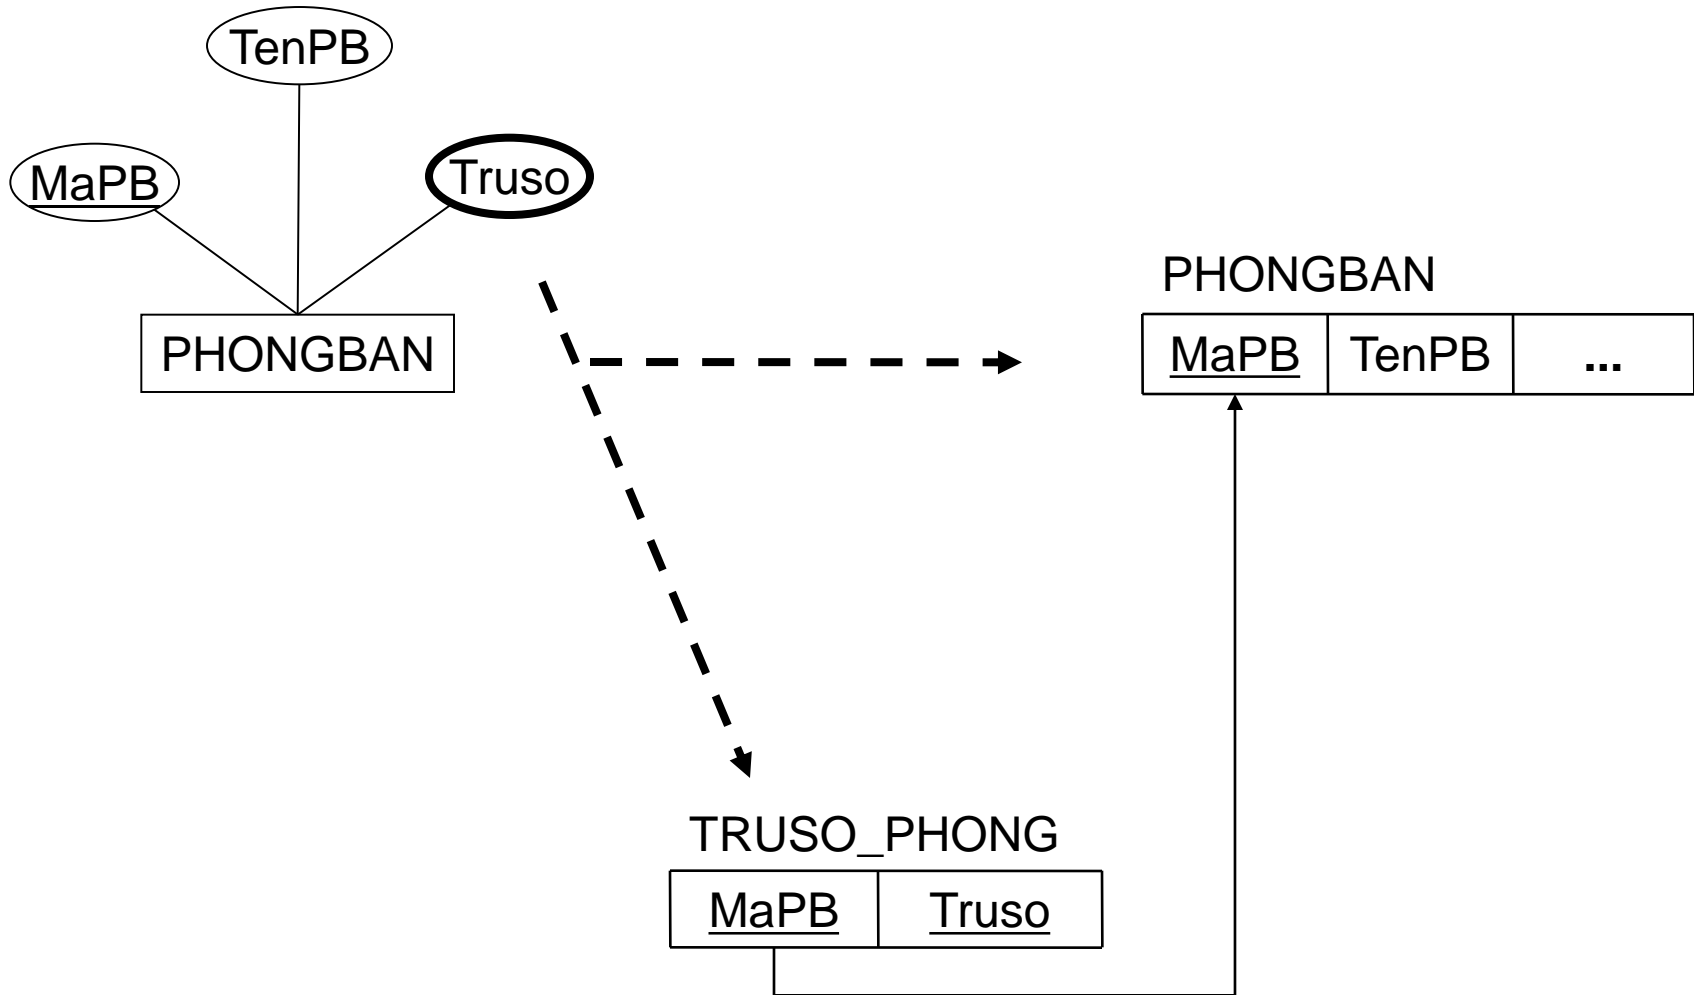 TenPB
MaPB
Truso
PHONGBAN
PHONGBAN
MaPB TenPB ...
TRUSO_PHONG
MaPB Truso